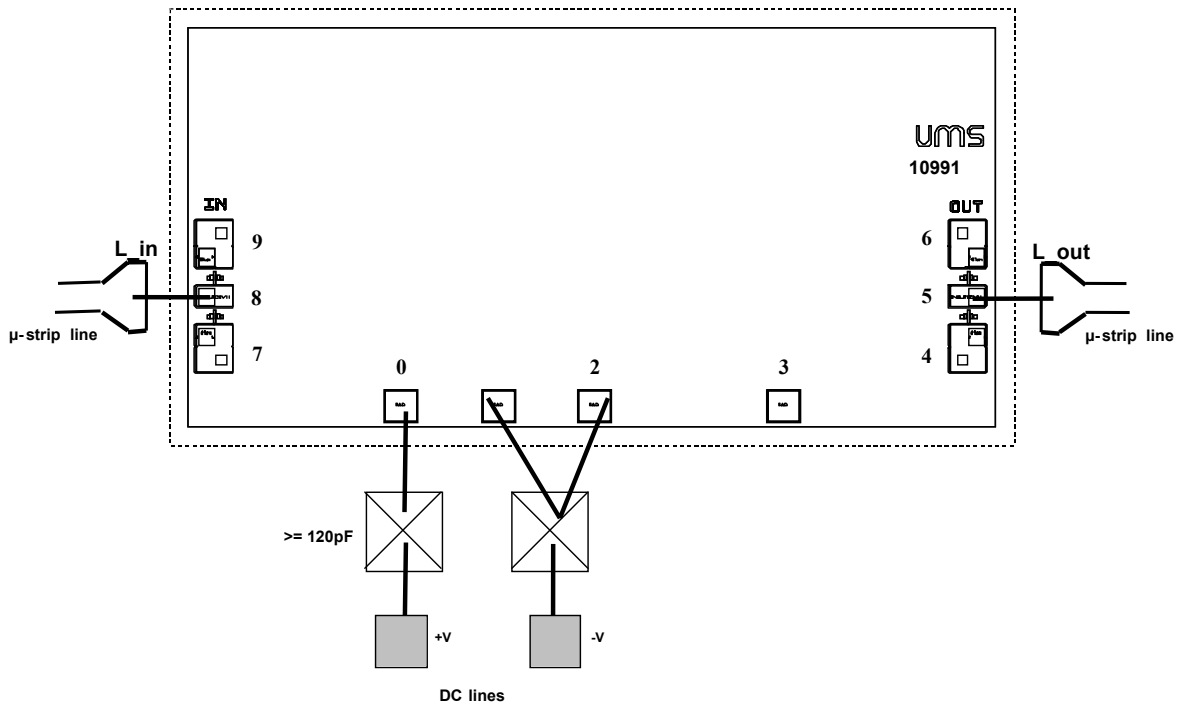 UMS
10991
IN
OUT
9
6
L_in
L_out
8
5
µ-strip line
µ-strip line
7
4
0
2
3
>= 120pF
+V
-V
DC lines